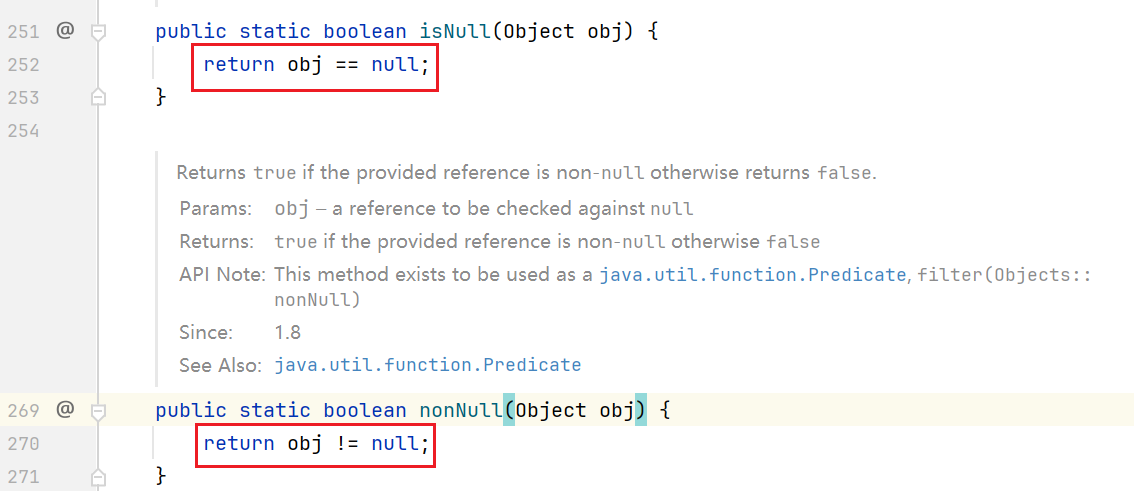 251 @ public static boolean isNull(Object obj) {
252 return obj == null;
253 }
254
Returns true if the provided reference is non-null otherwise returns false.
Params: obj – a reference to be checked against null
Returns: true if the provided reference is non-null otherwise false
API Note: This method exists to be used as a java.util.function.Predicate, filter(Objects::
nonNull)
Since: 1.8
See Also: java.util.function.Predicate
269 @ public static boolean nonNull(Object obj) {
270 return obj != null;
271 }